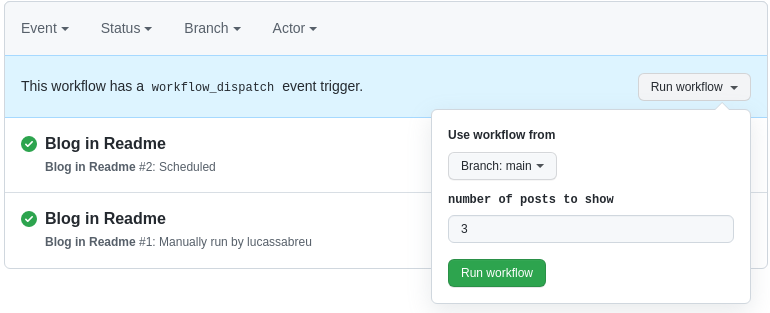 Event Status Branch Actor
This workflow has a workflow_dispatch event trigger.
Run workflow
Blog in Readme
Blog in Readme #2: Scheduled
Blog in Readme
Blog in Readme #1: Manually run by lucassabreu
Use workflow from
Branch: main
number of posts to show
3
Run workflow